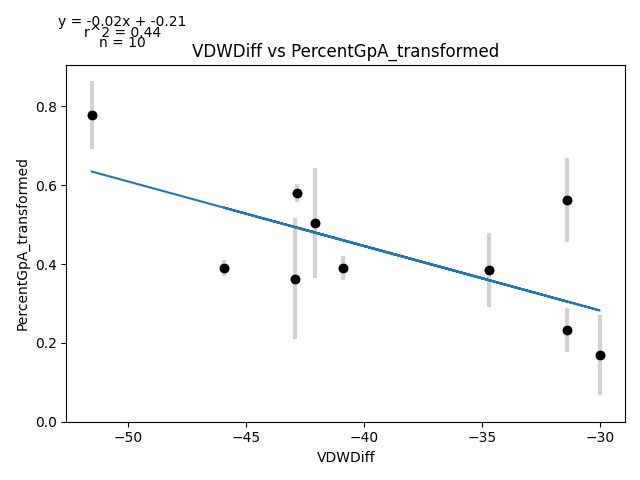 y = -0.02x + -0.21
r^2 = 0.44
n = 10
VDWDiff vs PercentGpA_transformed
PercentGpA_transformed
0.8
0.6
0.4
0.2
0.0
−50
−45
−40
−35
−30
VDWDiff